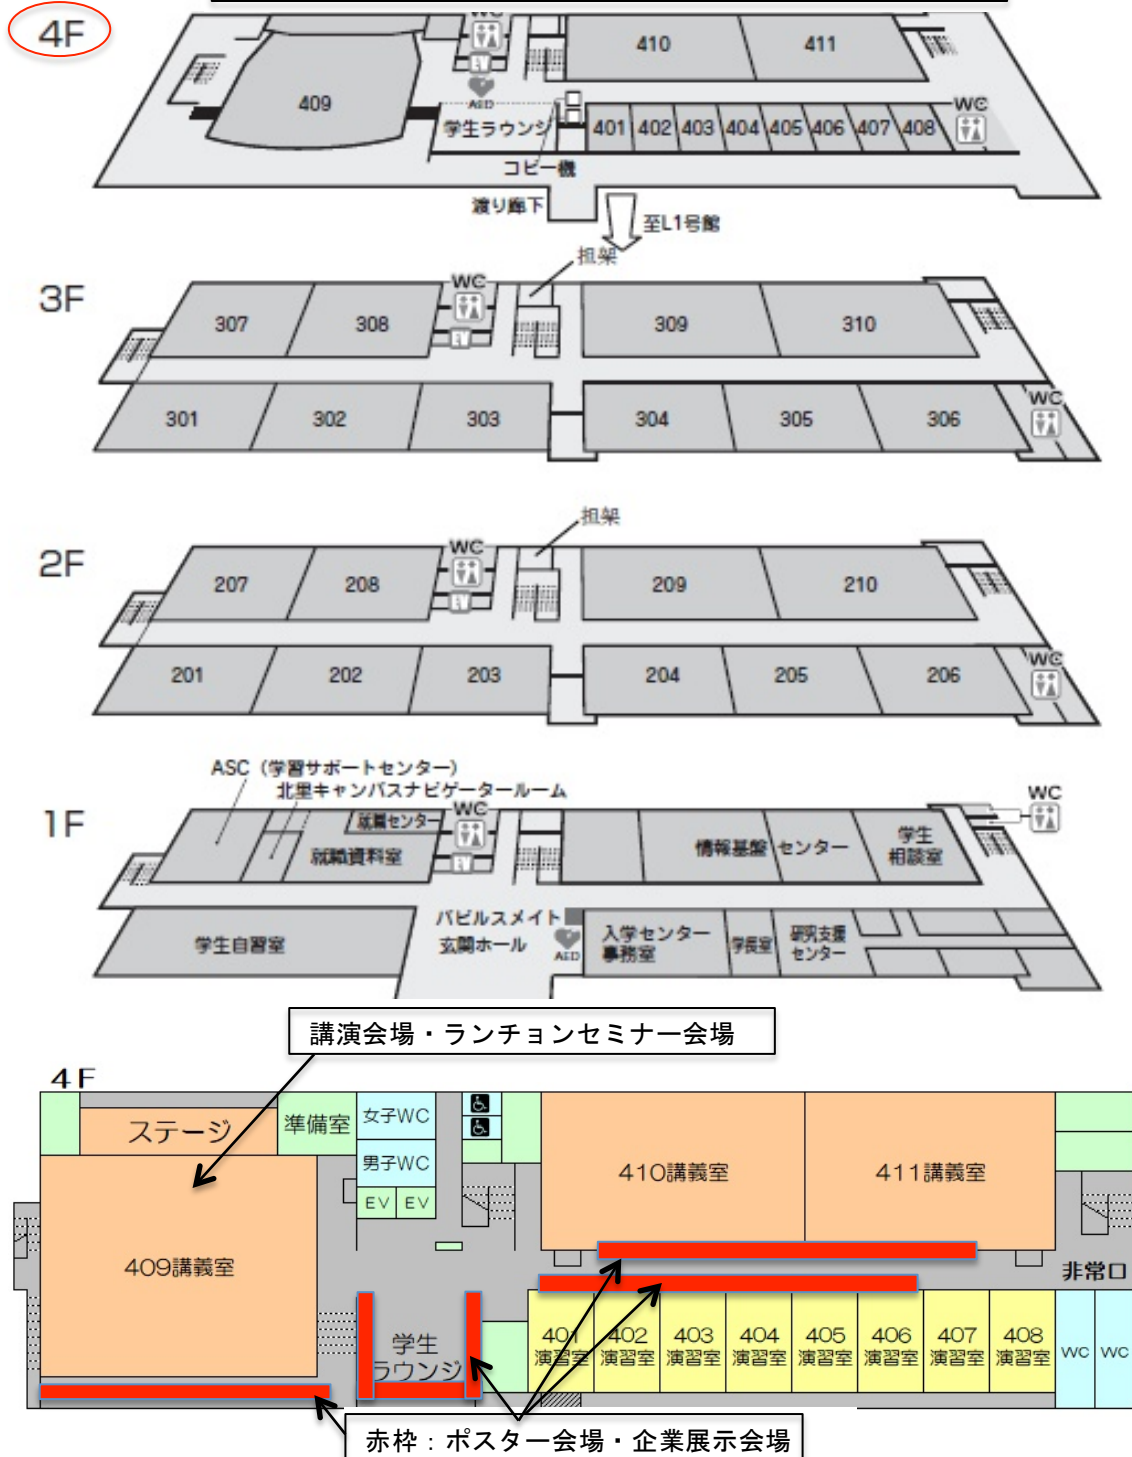 4F
WC
410
411
409
AED
学生ラウンジ
401
402
403
404
405
406
407
408
WC
コピー機
渡り廊下
至L1号館
担架
3F
WC
307
308
309
310
301
302
303
304
305
306
WC
担架
2F
WC
207
208
209
210
201
202
203
204
205
206
WC
ASC（学習サポートセンター）
北里キャンパスナビゲータールーム
WC
1F
就職センター
WC
就職資料室
情報基盤センター
学生
相談室
パピルスメイト
玄関ホール
AED
学生自習室
入学センター
事務室
学長室
研究支援
センター
講演会場・ランチョンセミナー会場
4F
ステージ
準備室
女子WC
男子WC
EV
EV
410講義室
411講義室
409講義室
非常口
学生
ラウンジ
401
演習室
402
演習室
403
演習室
404
演習室
405
演習室
406
演習室
407
演習室
408
演習室
WC
WC
赤枠：ポスター会場・企業展示会場